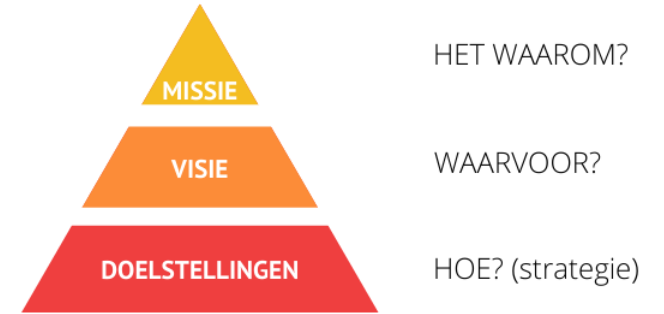 MISSIE
HET WAAROM?
VISIE
WAARVOOR?
DOELSTELLINGEN
HOE? (strategie)